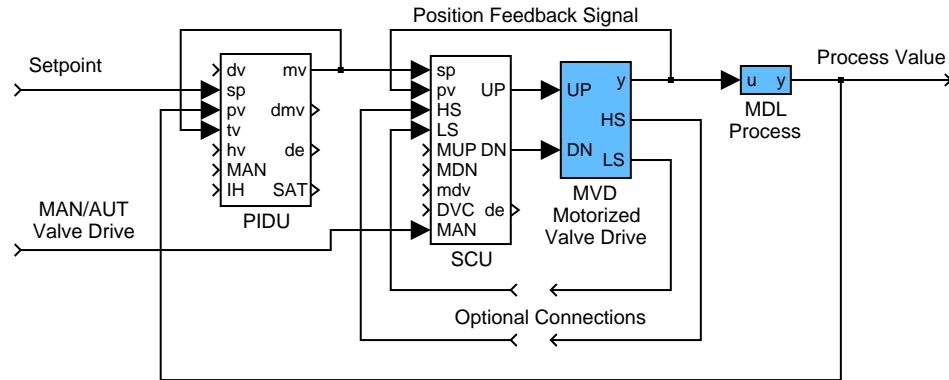 Position Feedback Signal
Setpoint
Process Value
dv
sp
pv
tv
hv
MAN
IH
mv
dmv
de
SAT
PIDU
MAN/AUT
Valve Drive
sp
pv
HS
LS
MUP
MDN
mdv
DVC
MAN
UP
DN
de
SCU
UP
DN
y
HS
LS
MVD
Motorized
Valve Drive
u y
MDL
Process
Optional Connections